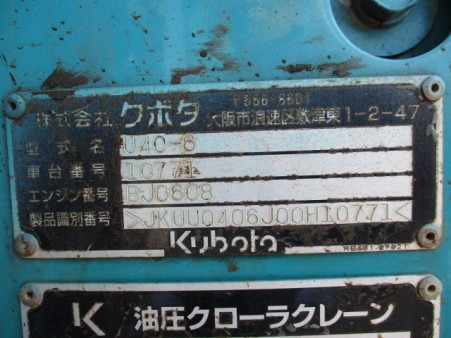 〒556-8601
株式会社 クボタ 大阪市浪速区敷津東1-2-47
型式名 U40-6
車台番号 10771
エンジン番号 BJ0608
製品識別番号 >JKUU0406J00H10771<
Kubota
K 油圧クローラクレーン